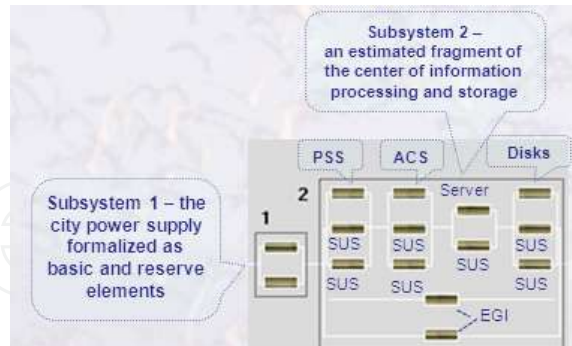 Subsystem 2 –
an estimated fragment of
the center of information
processing and storage
PSS
ACS
Disks
2
Server
Subsystem 1 – the
city power supply
formalized as
basic and reserve
elements
1
SUS
SUS
SUS
SUS
SUS
SUS
SUS
EGI